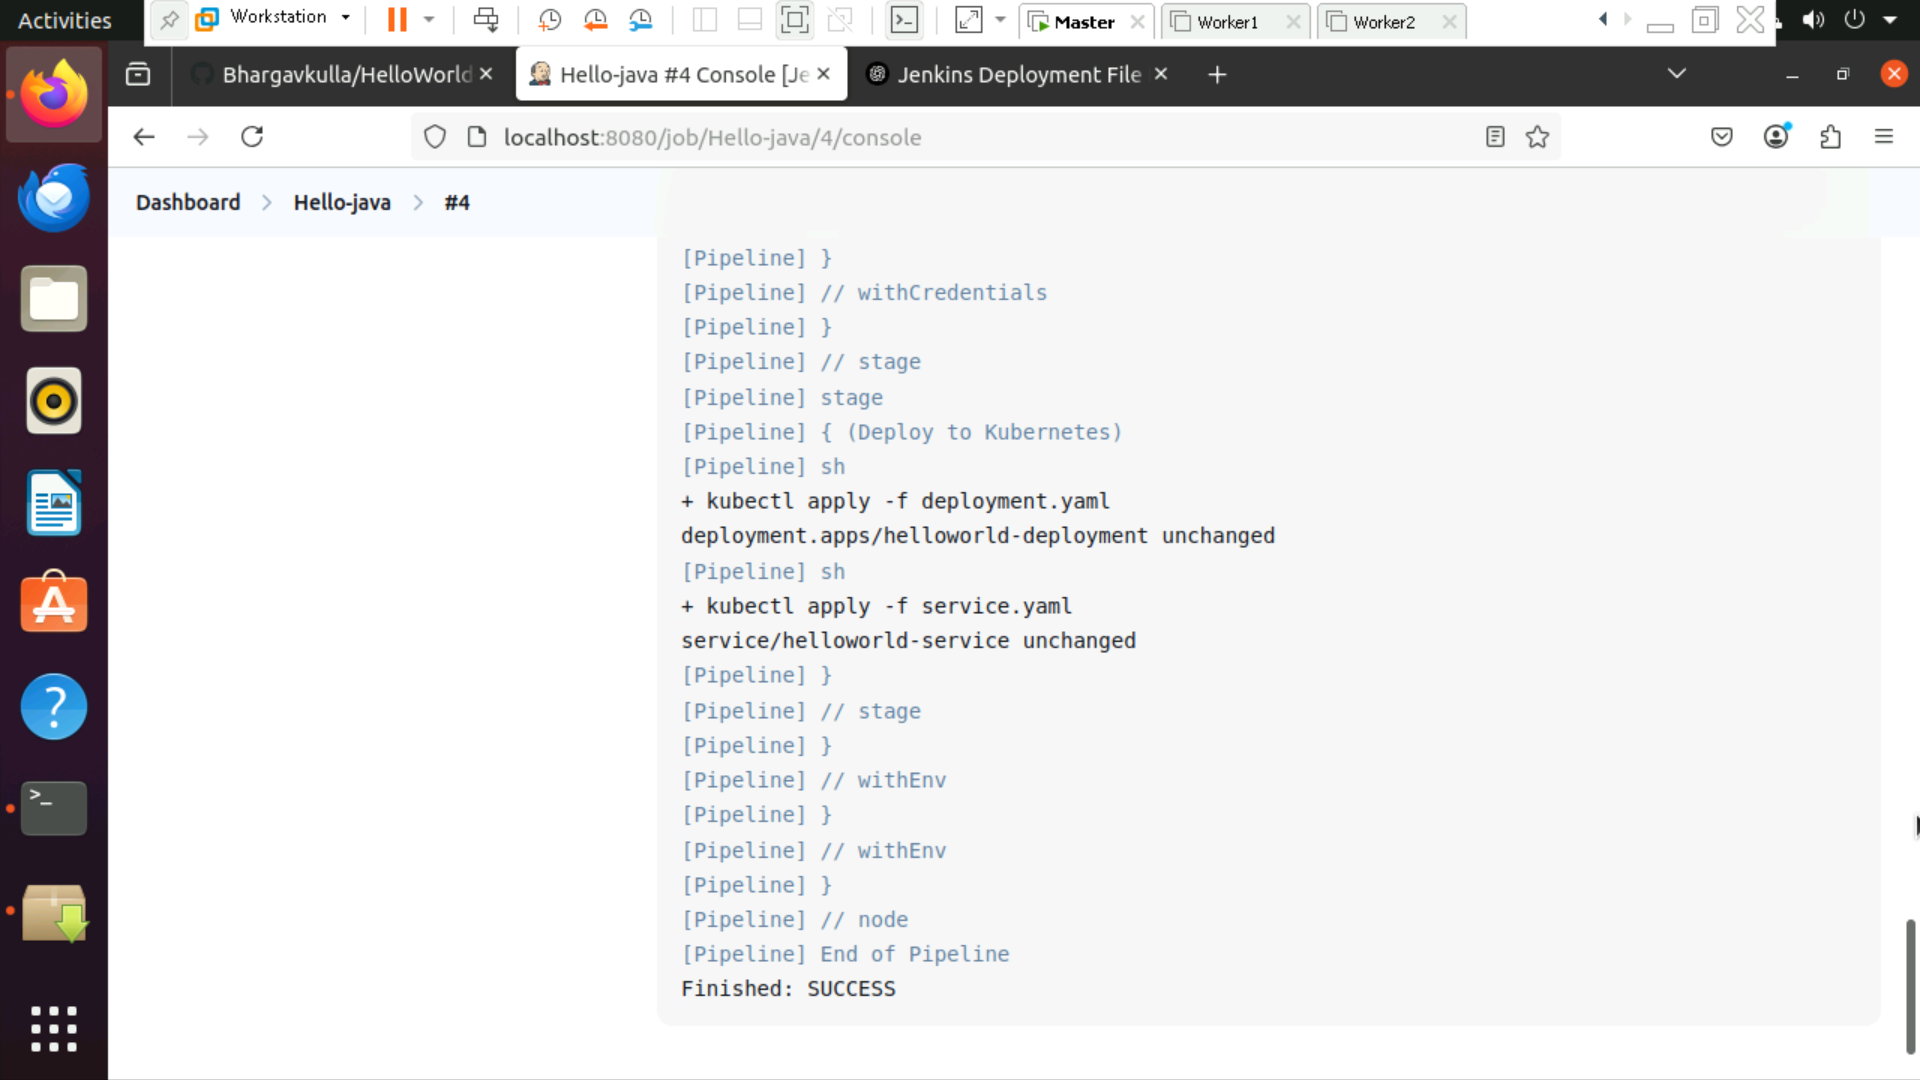 Activities
Workstation
Master
Worker1
Worker2
Bhargavkulla/HelloWorld
Hello-java #4 Console [Je
Jenkins Deployment File
localhost:8080/job/Hello-java/4/console
Dashboard > Hello-java > #4
[Pipeline] }
[Pipeline] // withCredentials
[Pipeline] }
[Pipeline] // stage
[Pipeline] stage
[Pipeline] { (Deploy to Kubernetes)
[Pipeline] sh
+ kubectl apply -f deployment.yaml
deployment.apps/helloworld-deployment unchanged
[Pipeline] sh
+ kubectl apply -f service.yaml
service/helloworld-service unchanged
[Pipeline] }
[Pipeline] // stage
[Pipeline] }
[Pipeline] // withEnv
[Pipeline] }
[Pipeline] // withEnv
[Pipeline] }
[Pipeline] // node
[Pipeline] End of Pipeline
Finished: SUCCESS